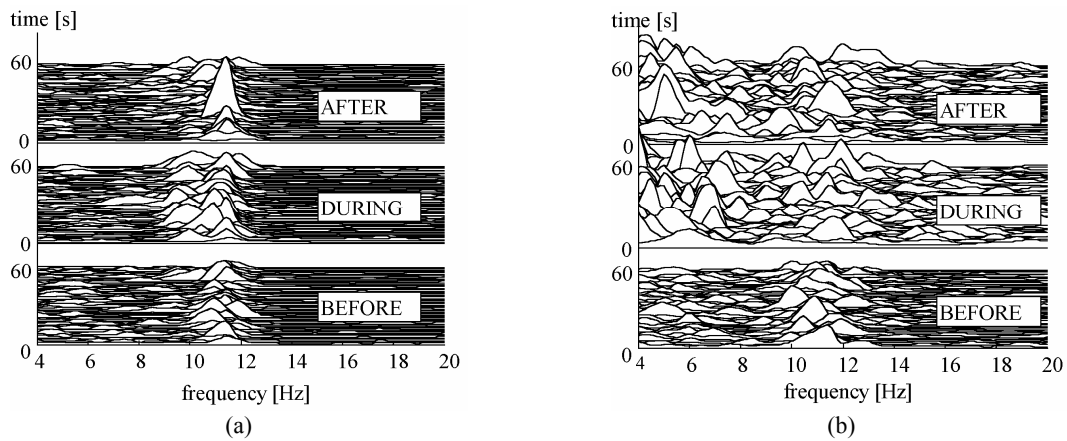 time [s]
60
AFTER
0
60
DURING
0
60
BEFORE
0
4 6 8 10 12 14 16 18 20
frequency [Hz]
(a)
time [s]
60
AFTER
0
60
DURING
0
60
BEFORE
0
4 6 8 10 12 14 16 18 20
frequency [Hz]
(b)